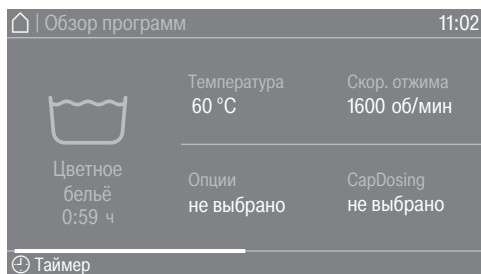 | Обзор программ 11:02
Температура Скор. отжима
60 °C 1600 об/мин
Цветное
бельё
0:59 ч
Опции CapDosing
не выбрано не выбрано
Таймер